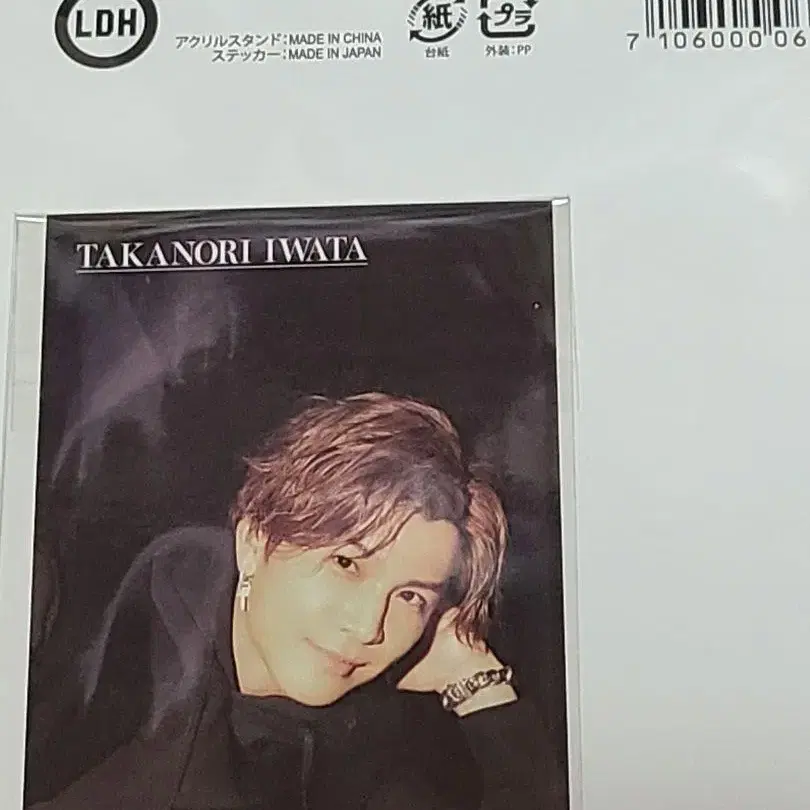 LDH
アクリルスタンド:MADE IN CHINA
ステッカー:MADE IN JAPAN
紙
台紙
プラ
外装:PP
7 106000 06
TAKANORI IWATA